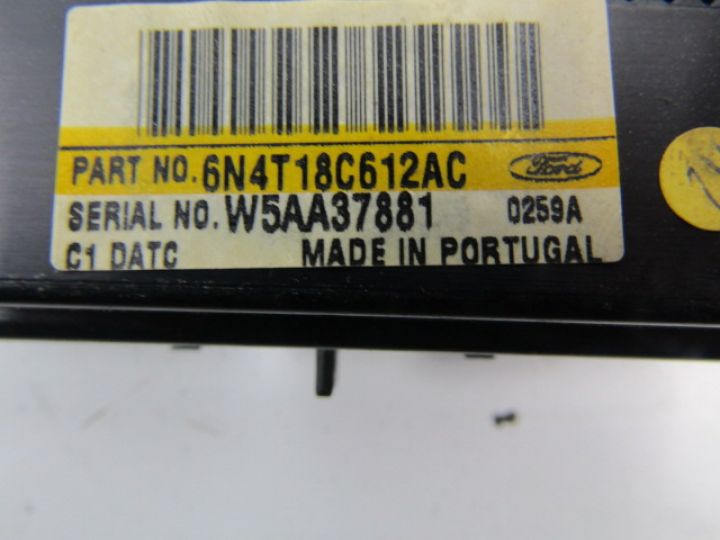 PART NO. 6N4T18C612AC Ford
SERIAL NO. W5AA37881 0259A
C1 DATC MADE IN PORTUGAL